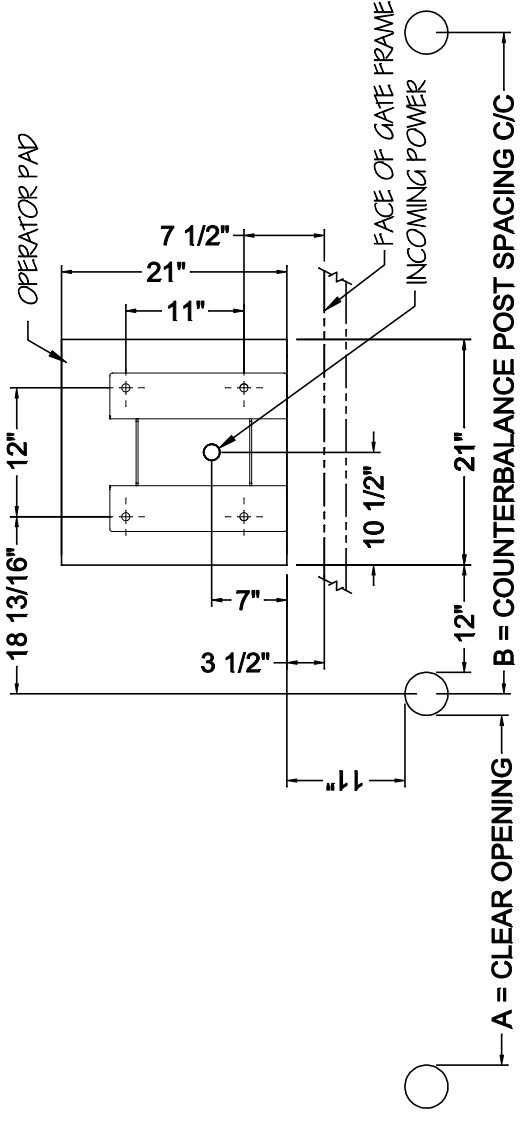 OPERATOR PAD
7 1/2"
21"
11"
12"
18 13/16"
FACE OF GATE FRAME
INCOMING POWER
10 1/2"
7"
3 1/2"
21"
12"
11"
B = COUNTERBALANCE POST SPACING C/C
A = CLEAR OPENING